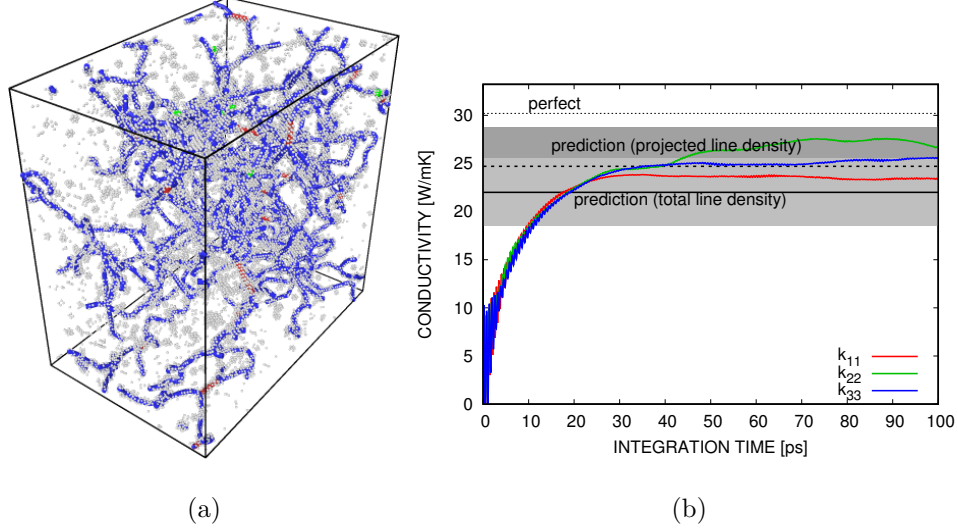 perfect
prediction (projected line density)
prediction (total line density)
CONDUCTIVITY [W/mK]
30
25
20
15
10
5
0
k11
k22
k33
0 10 20 30 40 50 60 70 80 90 100
INTEGRATION TIME [ps]
(a) (b)